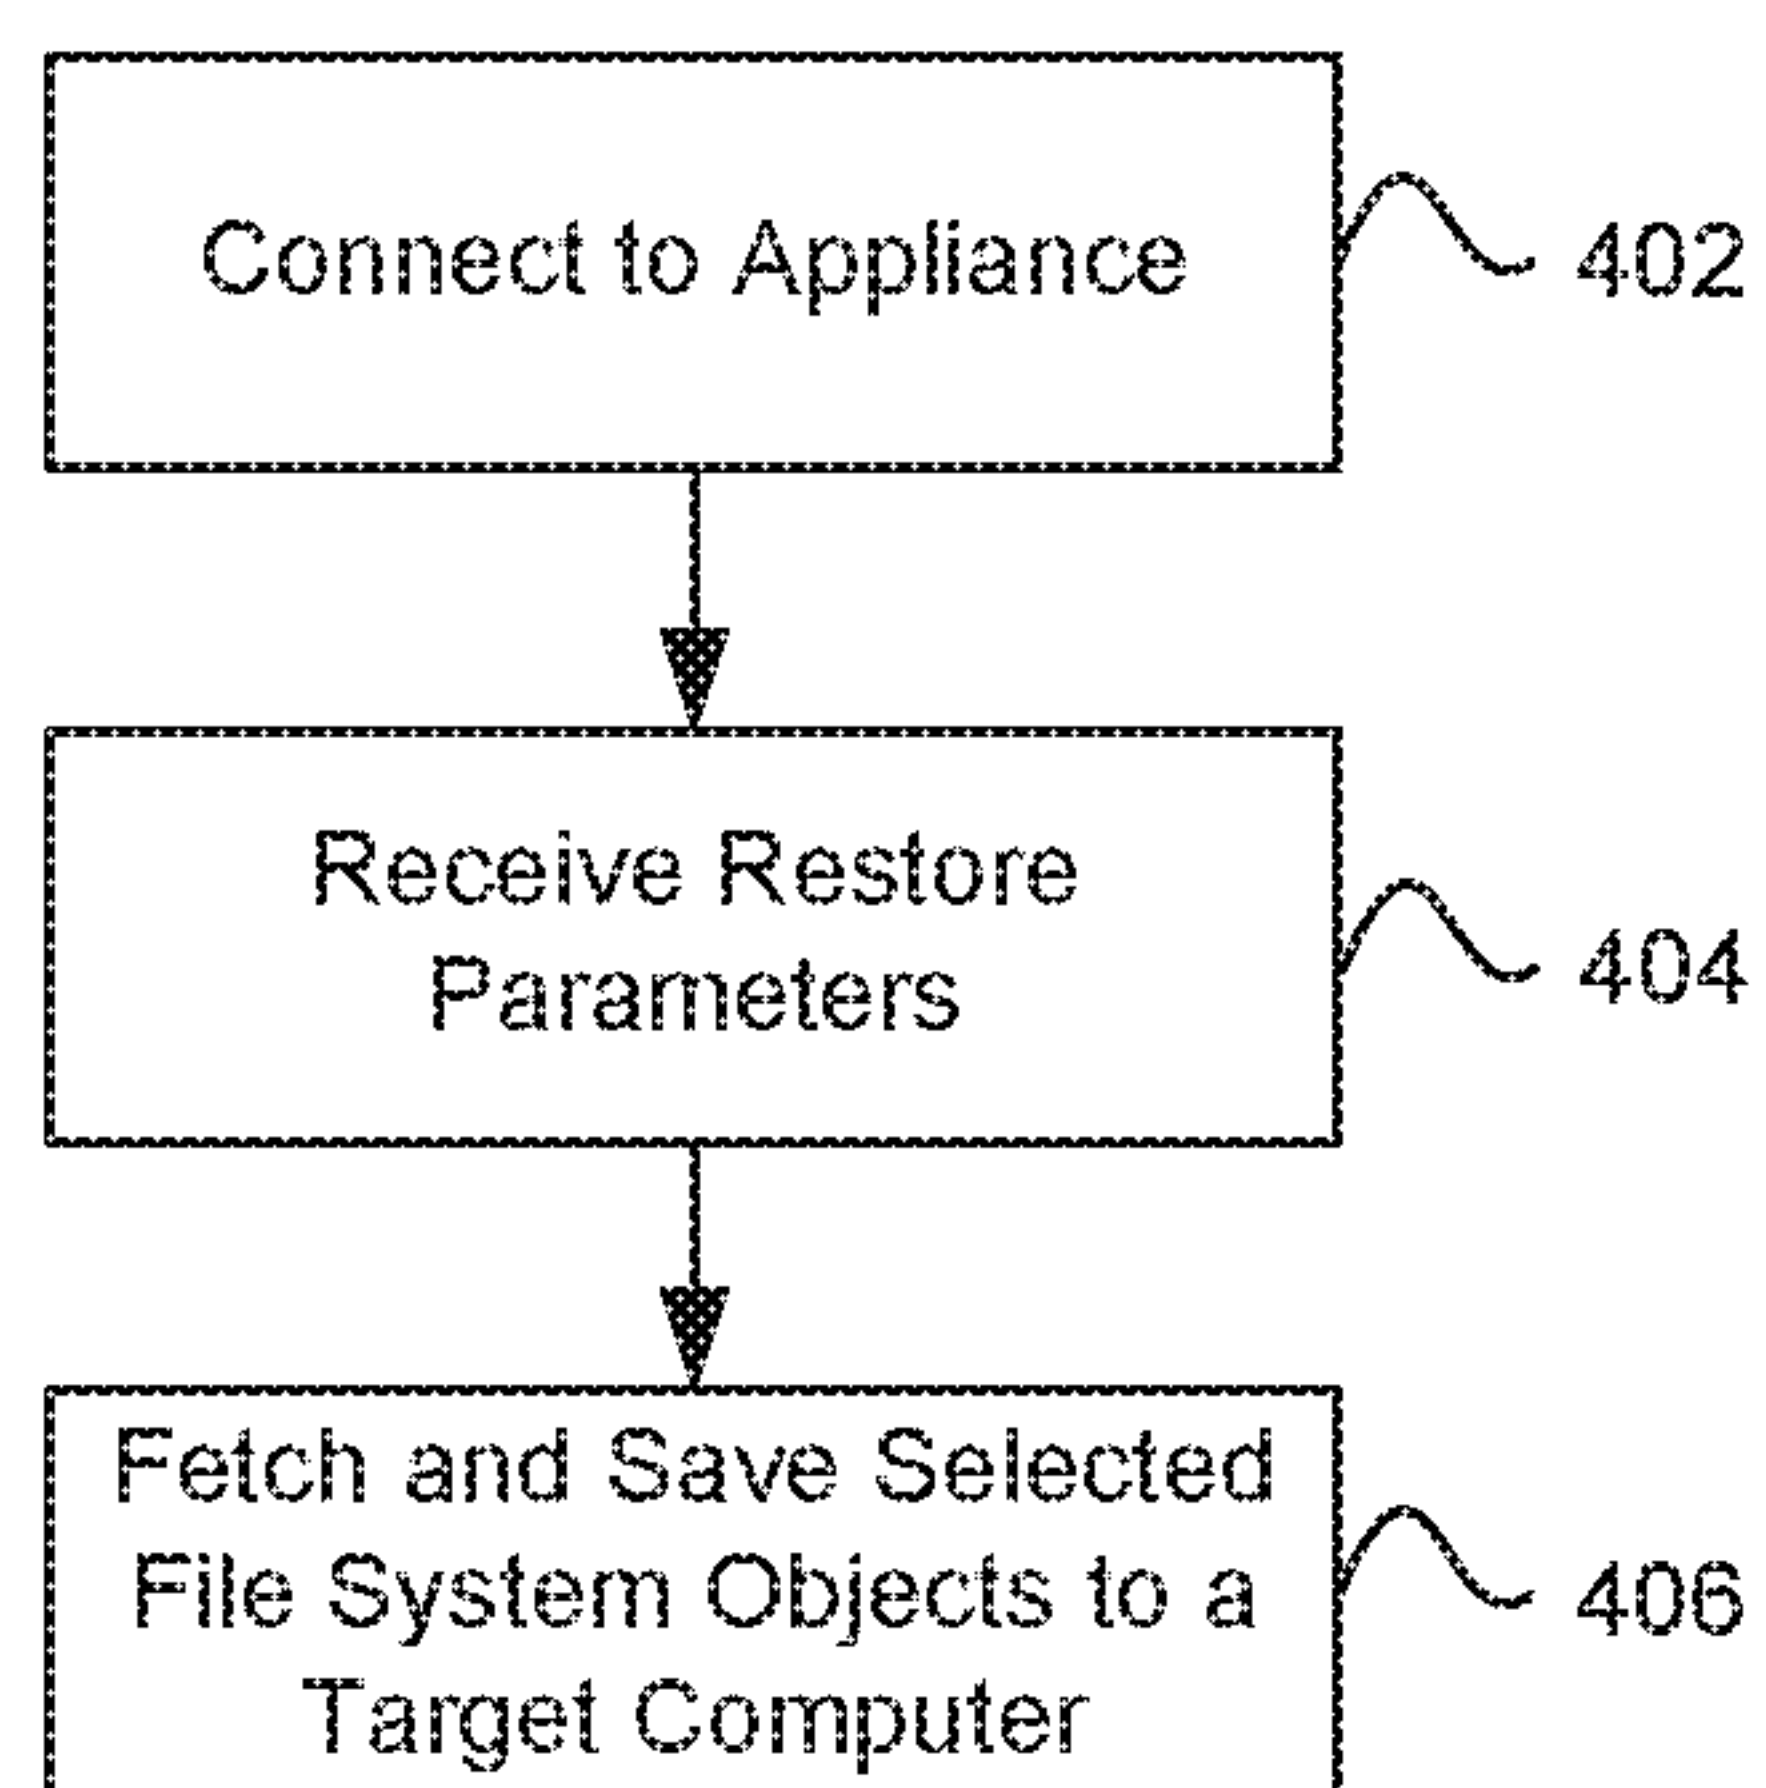 Connect to Appliance
402
Receive Restore
Parameters
404
Fetch and Save Selected
File System Objects to a
Target Computer
406